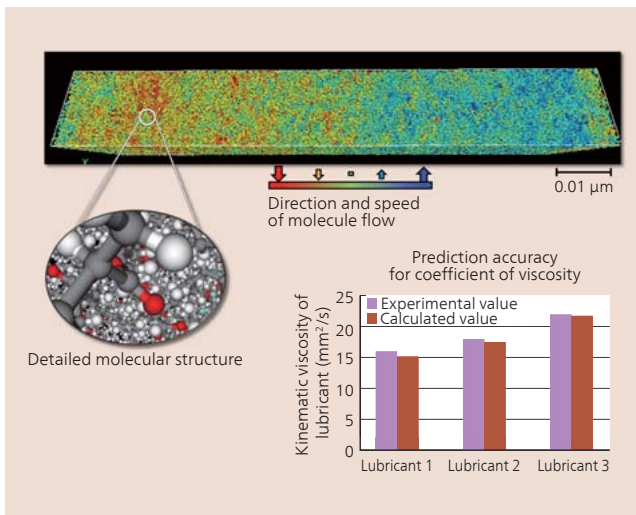 Y
0.01 µm
Direction and speed
of molecule flow
Detailed molecular structure
Prediction accuracy
for coefficient of viscosity
Kinematic viscosity of
lubricant (mm²/s)
25
20
15
10
5
0
Experimental value
Calculated value
Lubricant 1 Lubricant 2 Lubricant 3